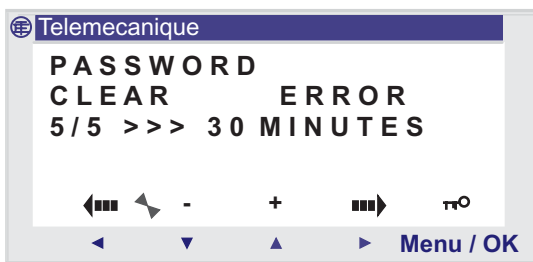 Telemecanique
PASSWORD
CLEAR ERROR
5/5 >>> 30 MINUTES
- +
Menu / OK